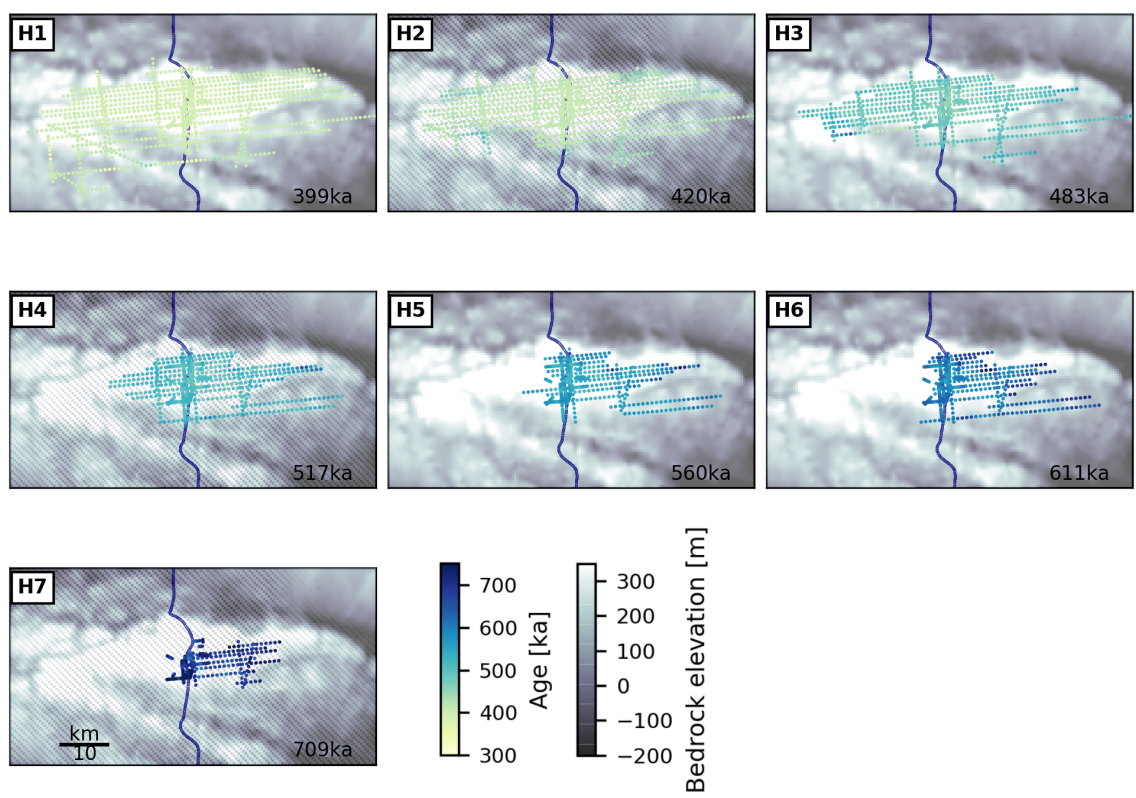 H1
399ka
H2
420ka
H3
483ka
H4
517ka
H5
560ka
H6
611ka
H7
709ka
km
10
700
600
500
400
300
Age [ka]
300
200
100
0
−100
−200
Bedrock elevation [m]